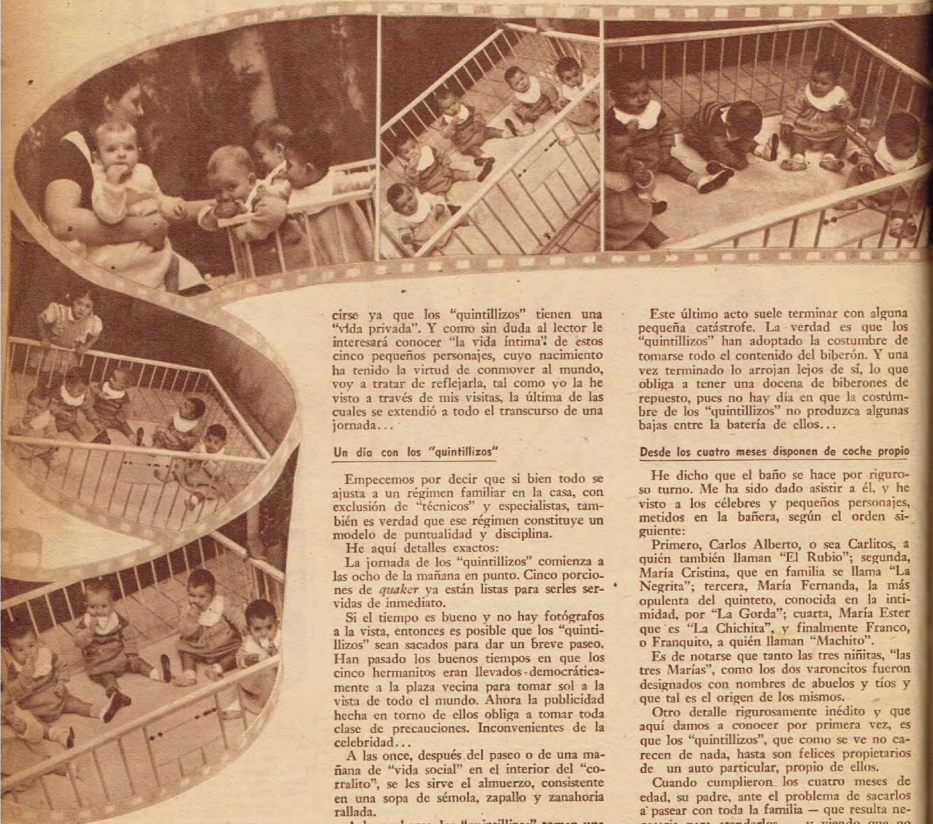 cirse ya que los “quintillizos” tienen una
“vida privada”. Y como sin duda al lector le
interesará conocer “la vida íntima” de estos
cinco pequeños personajes, cuyo nacimiento
ha tenido la virtud de conmover al mundo,
voy a tratar de reflejarla, tal como yo la he
visto a través de mis visitas, la última de las
cuales se extendió a todo el transcurso de una
jornada...
Un día con los “quintillizos”
Empecemos por decir que si bien todo se
ajusta a un régimen familiar en la casa, con
exclusión de “técnicos” y especialistas, tam-
bién es verdad que ese régimen constituye un
modelo de puntualidad y disciplina.
He aquí detalles exactos:
La jornada de los “quintillizos” comienza a
las ocho de la mañana en punto. Cinco porcio-
nes de quaker ya están listas para serles ser-
vidas de inmediato.
Si el tiempo es bueno y no hay fotógrafos
a la vista, entonces es posible que los “quinti-
llizos” sean sacados para dar un breve paseo.
Han pasado los buenos tiempos en que los
cinco hermanitos eran llevados democrática-
mente a la plaza vecina para tomar sol a la
vista de todo el mundo. Ahora la publicidad
hecha en torno de ellos obliga a tomar toda
clase de precauciones. Inconvenientes de la
celebridad...
A las once, después del paseo o de una ma-
ñana de “vida social” en el interior del “co-
rralito”, se les sirve el almuerzo, consistente
en una sopa de sémola, zapallo y zanahoria
rallada.
Este último acto suele terminar con alguna
pequeña catástrofe. La verdad es que los
“quintillizos” han adoptado la costumbre de
tomarse todo el contenido del biberón. Y una
vez terminado lo arrojan lejos de sí, lo que
obliga a tener una docena de biberones de
repuesto, pues no hay día en que la costum-
bre de los “quintillizos” no produzca algunas
bajas entre la batería de ellos...
Desde los cuatro meses disponen de coche propio
He dicho que el baño se hace por riguro-
so turno. Me ha sido dado asistir a él, y he
visto a los célebres y pequeños personajes,
metidos en la bañera, según el orden si-
guiente:
Primero, Carlos Alberto, o sea Carlitos, a
quién también llaman “El Rubio”; segunda,
María Cristina, que en familia se llama “La
Negrita”; tercera, María Fernanda, la más
opulenta del quinteto, conocida en la inti-
midad, por “La Gorda”; cuarta, María Ester
que es “La Chichita”, y finalmente Franco,
o Franquito, a quién llaman “Machito”.
Es de notarse que tanto las tres niñitas, “las
tres Marías”, como los dos varoncitos fueron
designados con nombres de abuelos y tíos y
que tal es el origen de los mismos.
Otro detalle rigurosamente inédito y que
aquí damos a conocer por primera vez, es
que los “quintillizos”, que como se ve no ca-
recen de nada, hasta son felices propietarios
de un auto particular, propio de ellos.
Cuando cumplieron los cuatro meses de
edad, su padre, ante el problema de sacarlos
a pasear con toda la familia — que resulta ne-